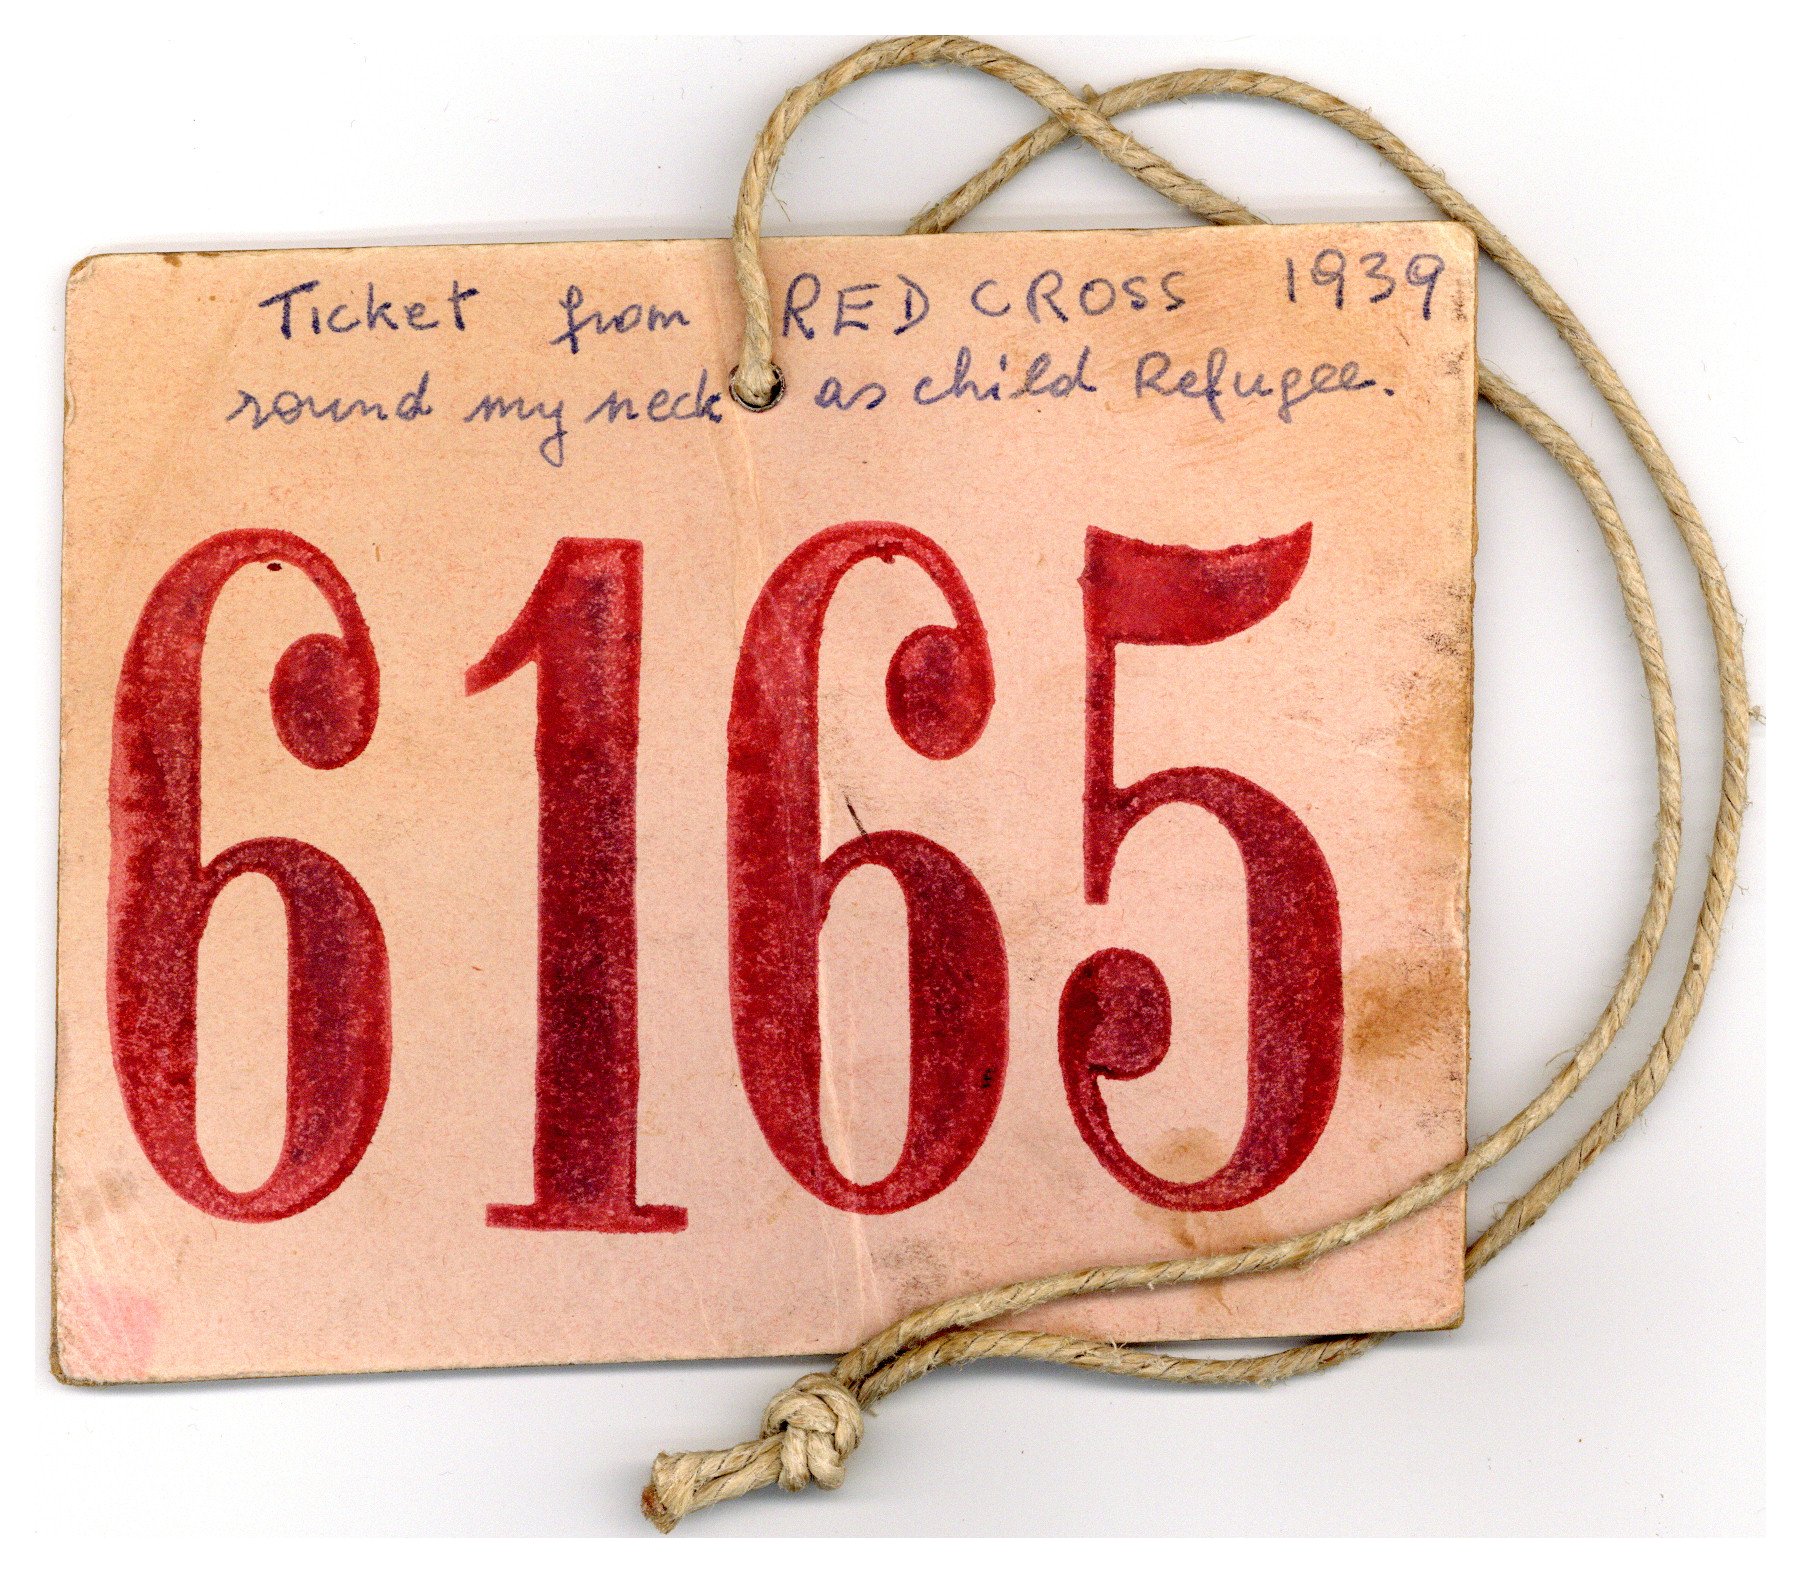 Ticket from RED CROSS 1939
round my neck as child Refugee.
6165